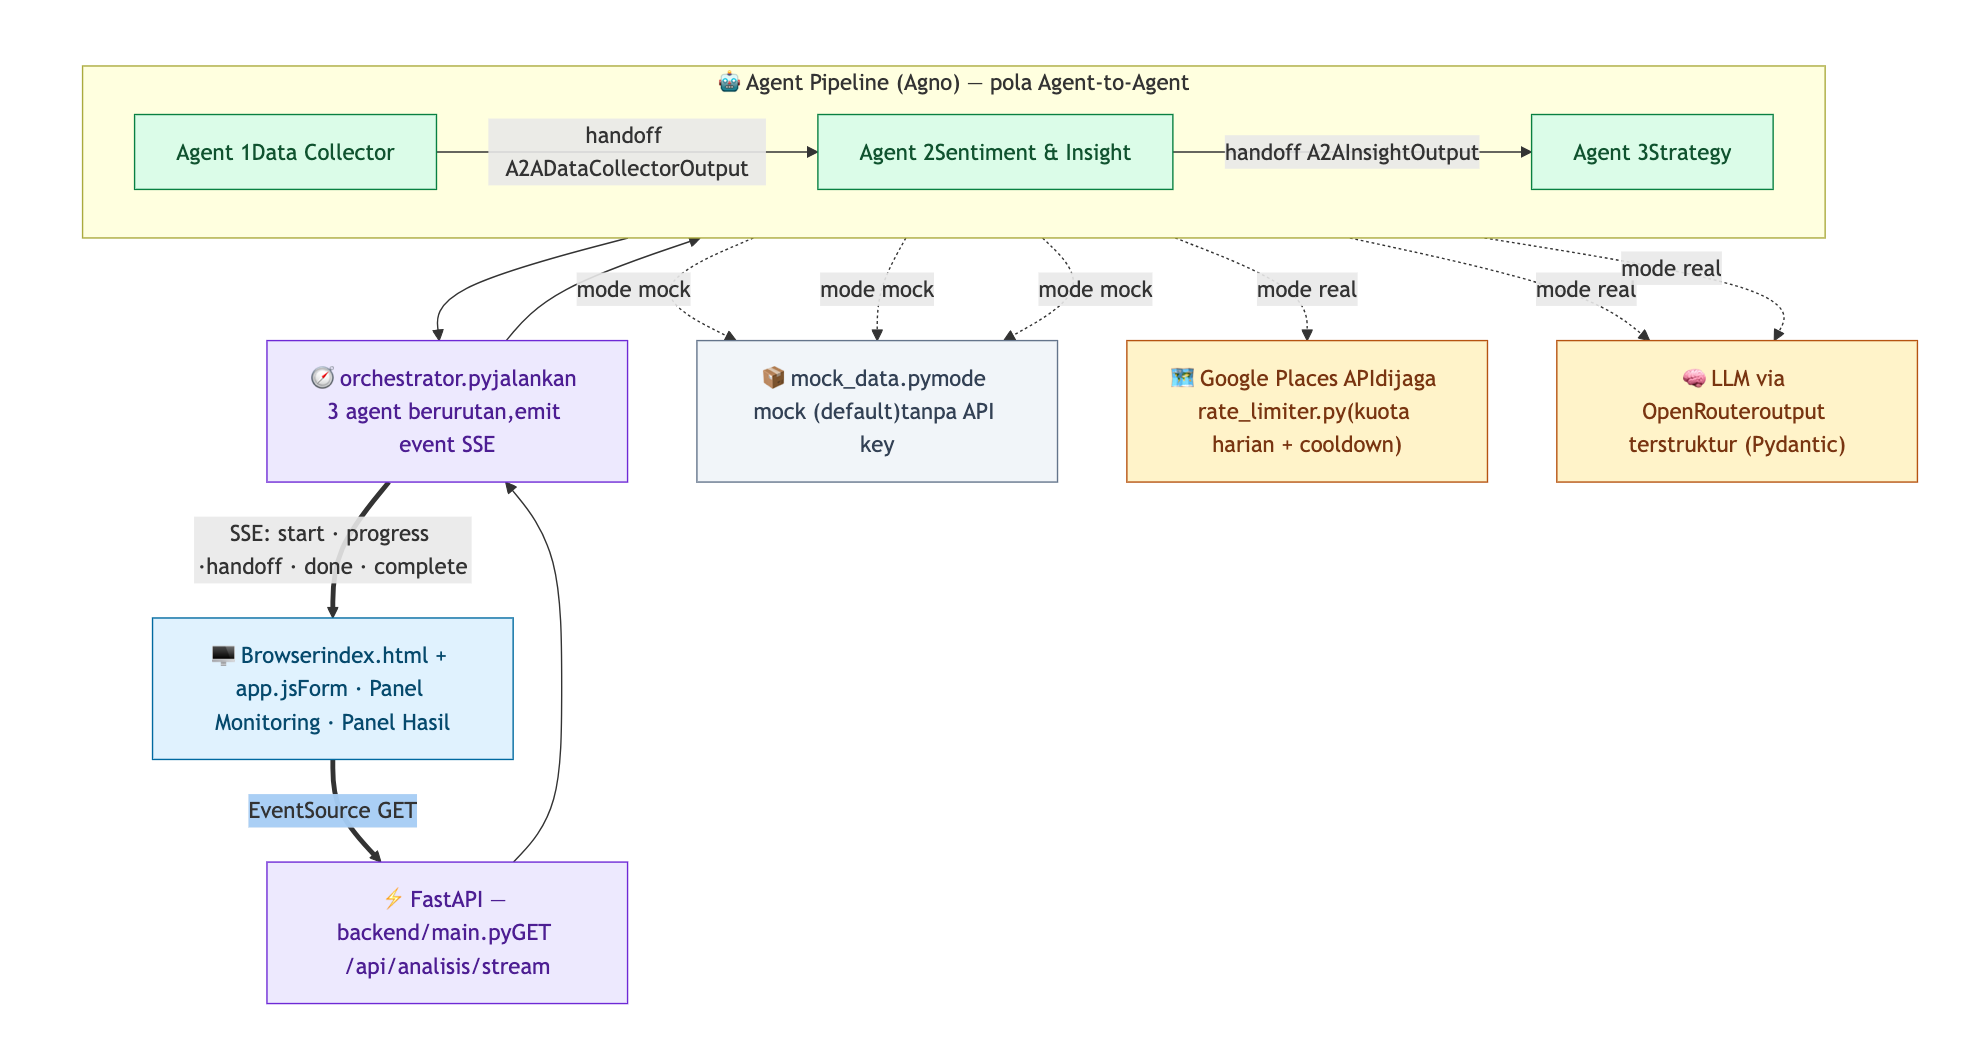 🤖 Agent Pipeline (Agno) — pola Agent-to-Agent
Agent 1Data Collector
handoff
A2ADataCollectorOutput
Agent 2Sentiment & Insight
handoff A2AInsightOutput
Agent 3Strategy
mode mock
mode mock
mode mock
mode real
mode real
mode real
🧭 orchestrator.pyjalankan
3 agent berurutan,emit
event SSE
📦 mock_data.pymode
mock (default)tanpa API
key
🗺️ Google Places APIdijaga
rate_limiter.py(kuota
harian + cooldown)
🧠 LLM via
OpenRouteroutput
terstruktur (Pydantic)
SSE: start · progress
·handoff · done · complete
🖥️ Browserindex.html +
app.jsForm · Panel
Monitoring · Panel Hasil
EventSource GET
⚡ FastAPI —
backend/main.pyGET
/api/analisis/stream